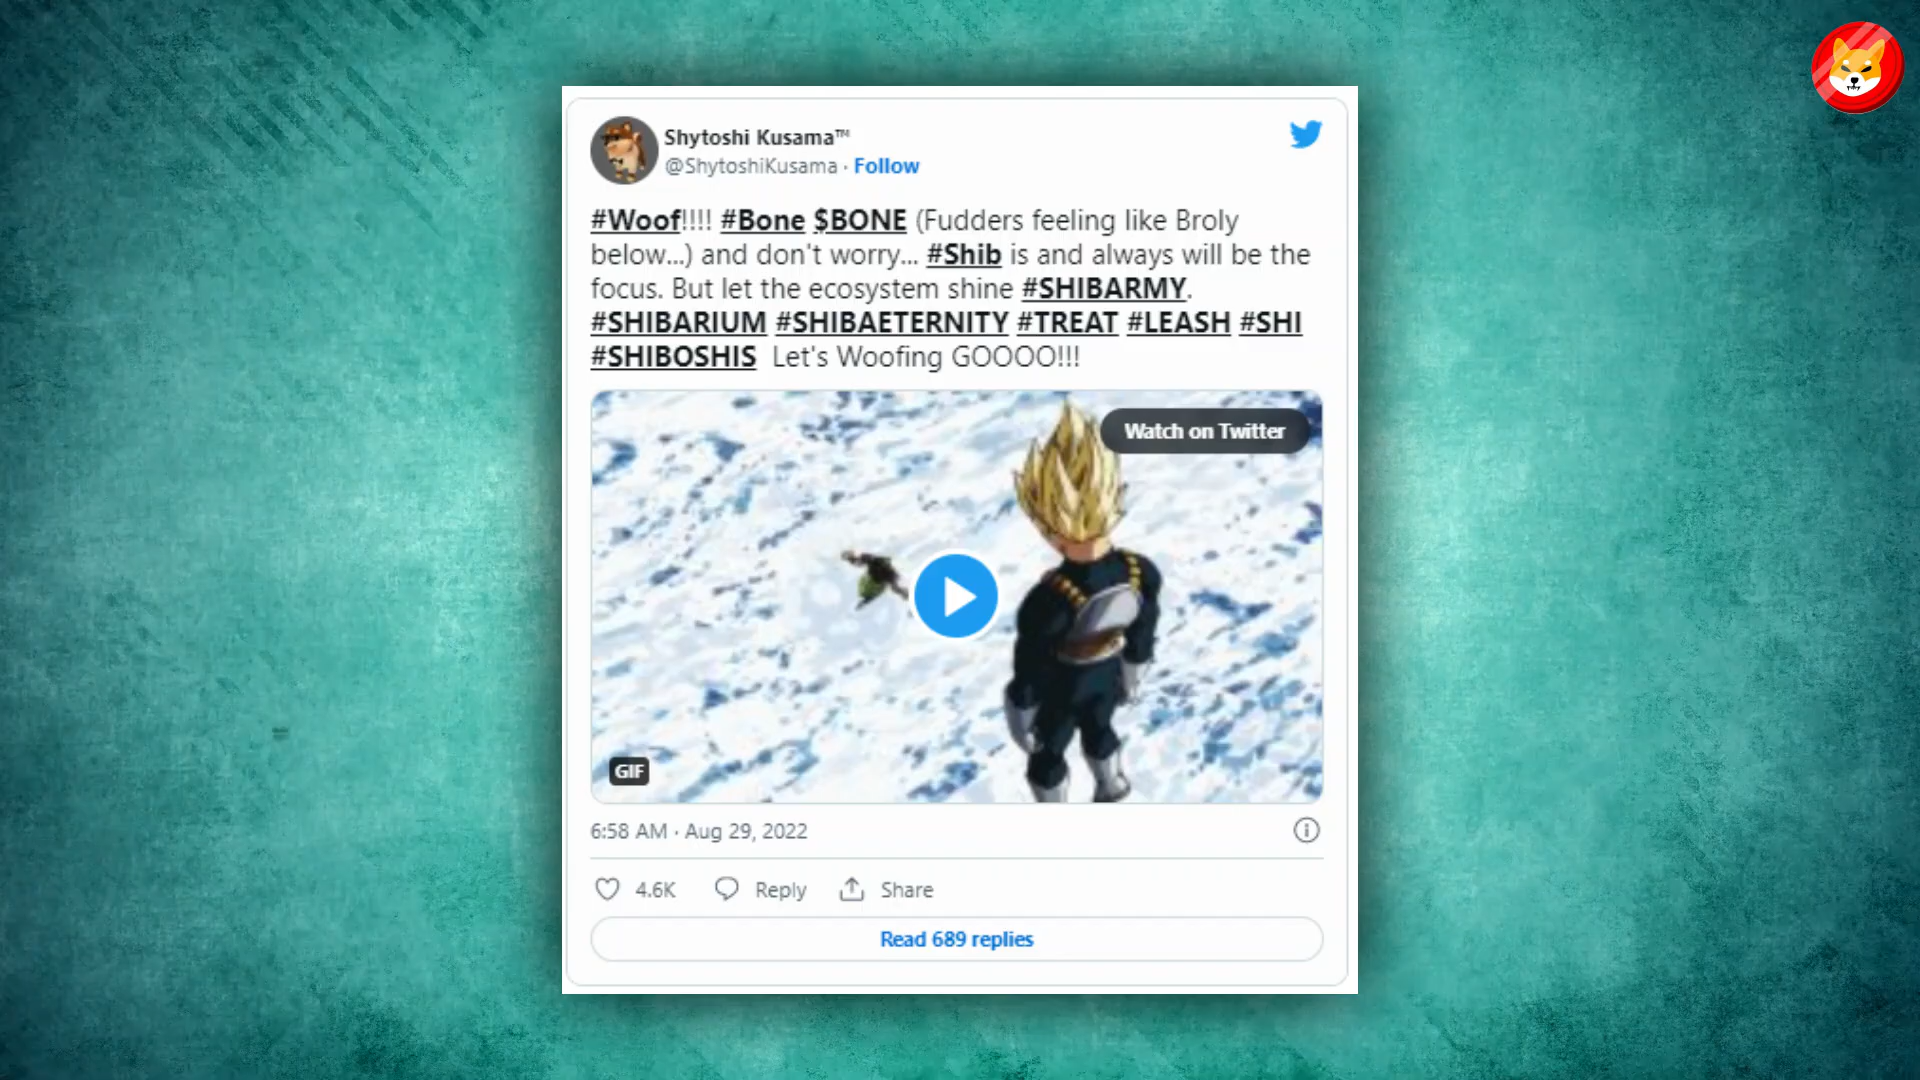 Shytoshi Kusama™
@ShytoshiKusama · Follow
#Woof!!!! #Bone $BONE (Fudders feeling like Broly
below...) and don't worry... #Shib is and always will be the
focus. But let the ecosystem shine #SHIBARMY.
#SHIBARIUM #SHIBAETERNITY #TREAT #LEASH #SHI
#SHIBOSHIS Let's Woofing GOOOO!!!
Watch on Twitter
GIF
6:58 AM · Aug 29, 2022
4.6K Reply Share
Read 689 replies